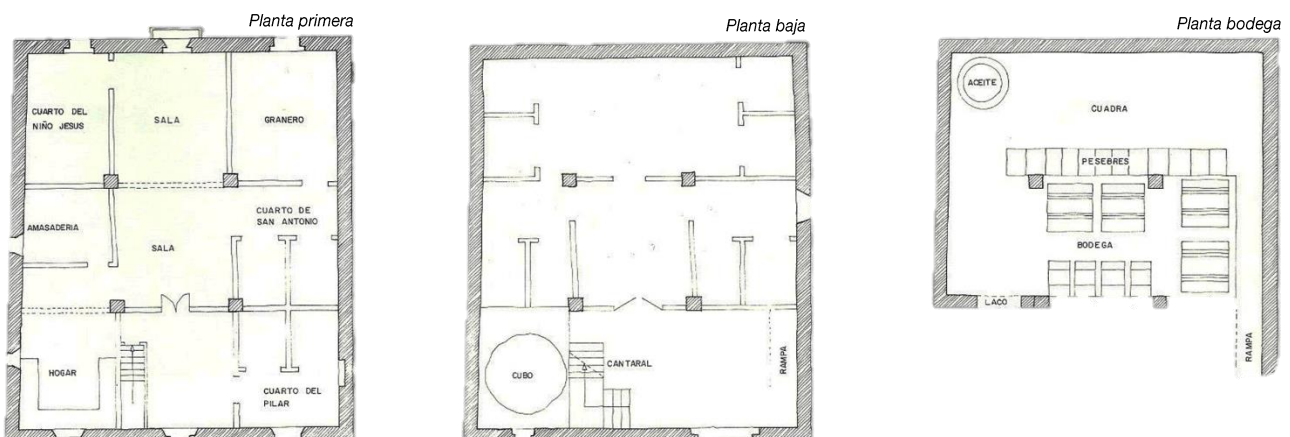 Planta primera
CUARTO DEL
NIÑO JESUS
SALA
GRANERO
AMASADERIA
SALA
CUARTO DE
SAN ANTONIO
HOGAR
CUARTO DEL
PILAR
Planta baja
CUBO
CANTARAL
RAMPA
Planta bodega
ACEITE
CUADRA
PESEBRES
BODEGA
LACO
RAMPA